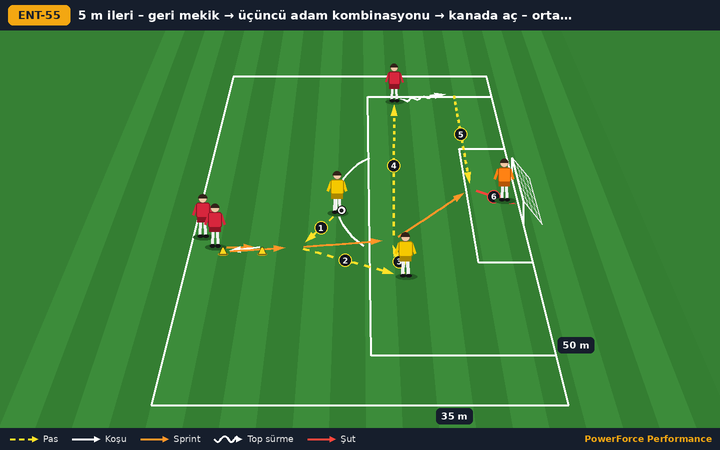 ENT-55 5 m ileri – geri mekik → üçüncü adam kombinasyonu → kanada aç – orta…
5
4
6
1
2
3
50 m
35 m
Pas Koşu Sprint Top sürme Şut
PowerForce Performance